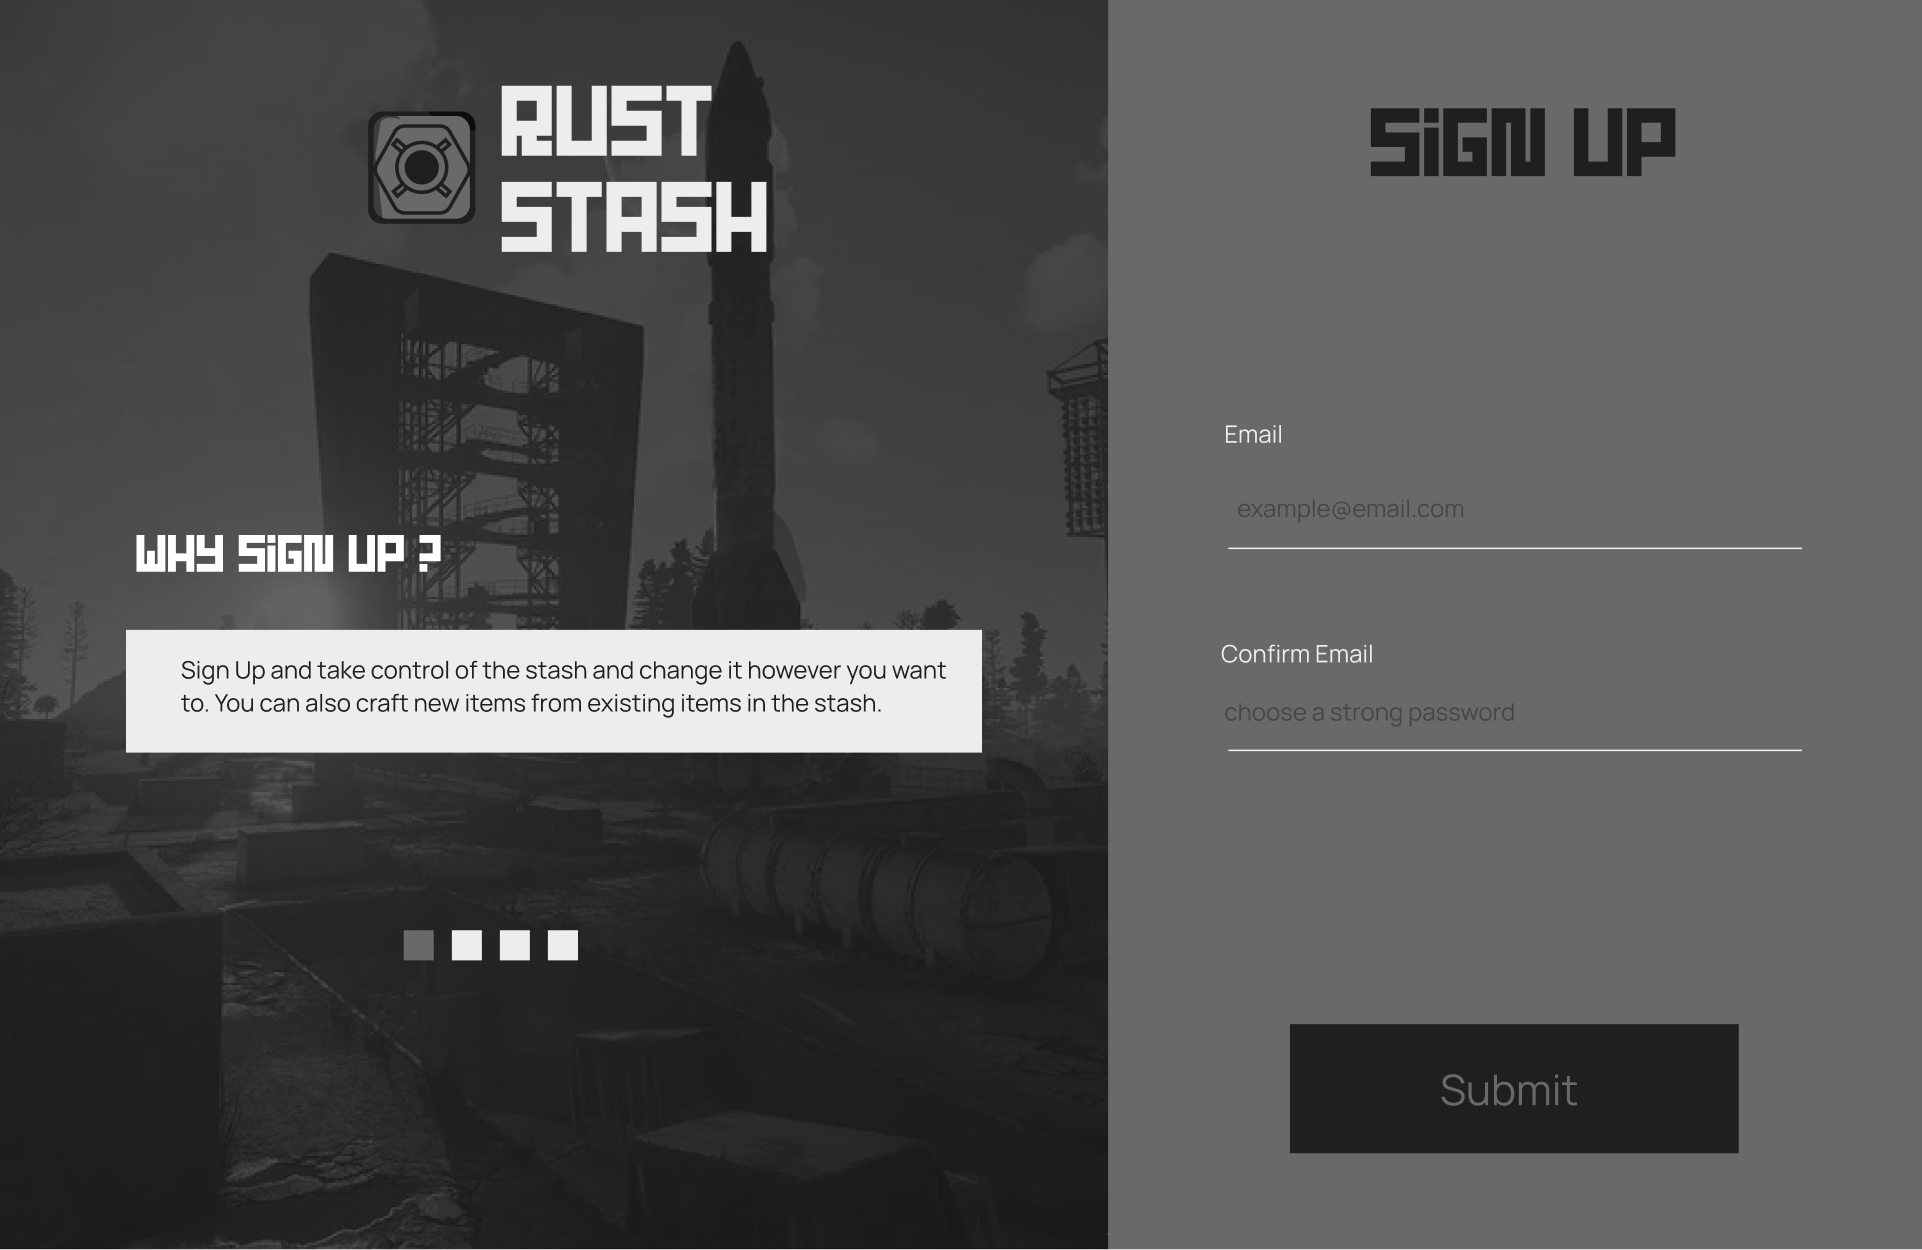 RUST
STASH
WHY SiGN UP ?
Sign Up and take control of the stash and change it however you want
to. You can also craft new items from existing items in the stash.
SiGN UP
Email
example@email.com
Confirm Email
choose a strong password
Submit